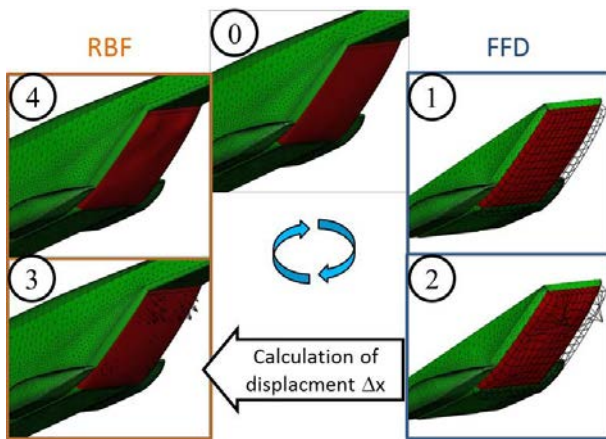 RBF
0
FFD
4
1
3
2
Calculation of
displacment Δx